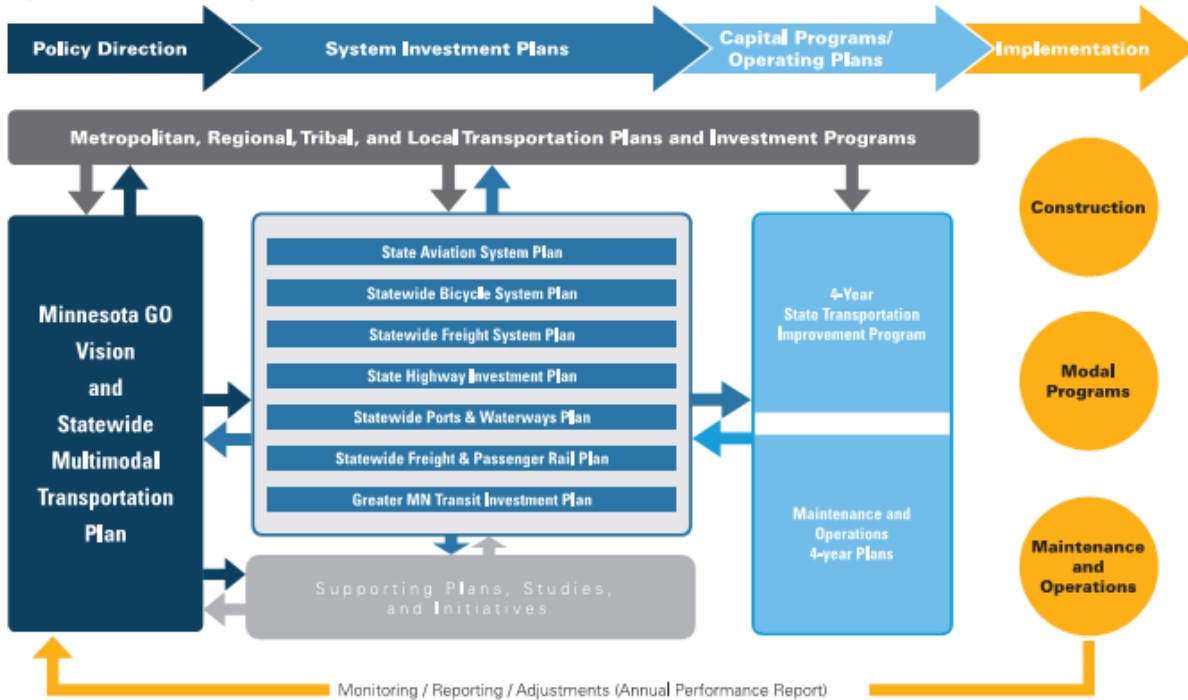 Policy Direction
System Investment Plans
Capital Programs/
Operating Plans
Implementation
Metropolitan, Regional, Tribal, and Local Transportation Plans and Investment Programs
Minnesota GO
Vision
and
Statewide
Multimodal
Transportation
Plan
State Aviation System Plan
Statewide Bicycle System Plan
Statewide Freight System Plan
State Highway Investment Plan
Statewide Ports & Waterways Plan
Statewide Freight & Passenger Rail Plan
Greater MN Transit Investment Plan
Supporting Plans, Studies,
and Initiatives
4-Year
State Transportation
Improvement Program
Maintenance and
Operations
4-year Plans
Construction
Modal
Programs
Maintenance
and
Operations
Monitoring / Reporting / Adjustments (Annual Performance Report)